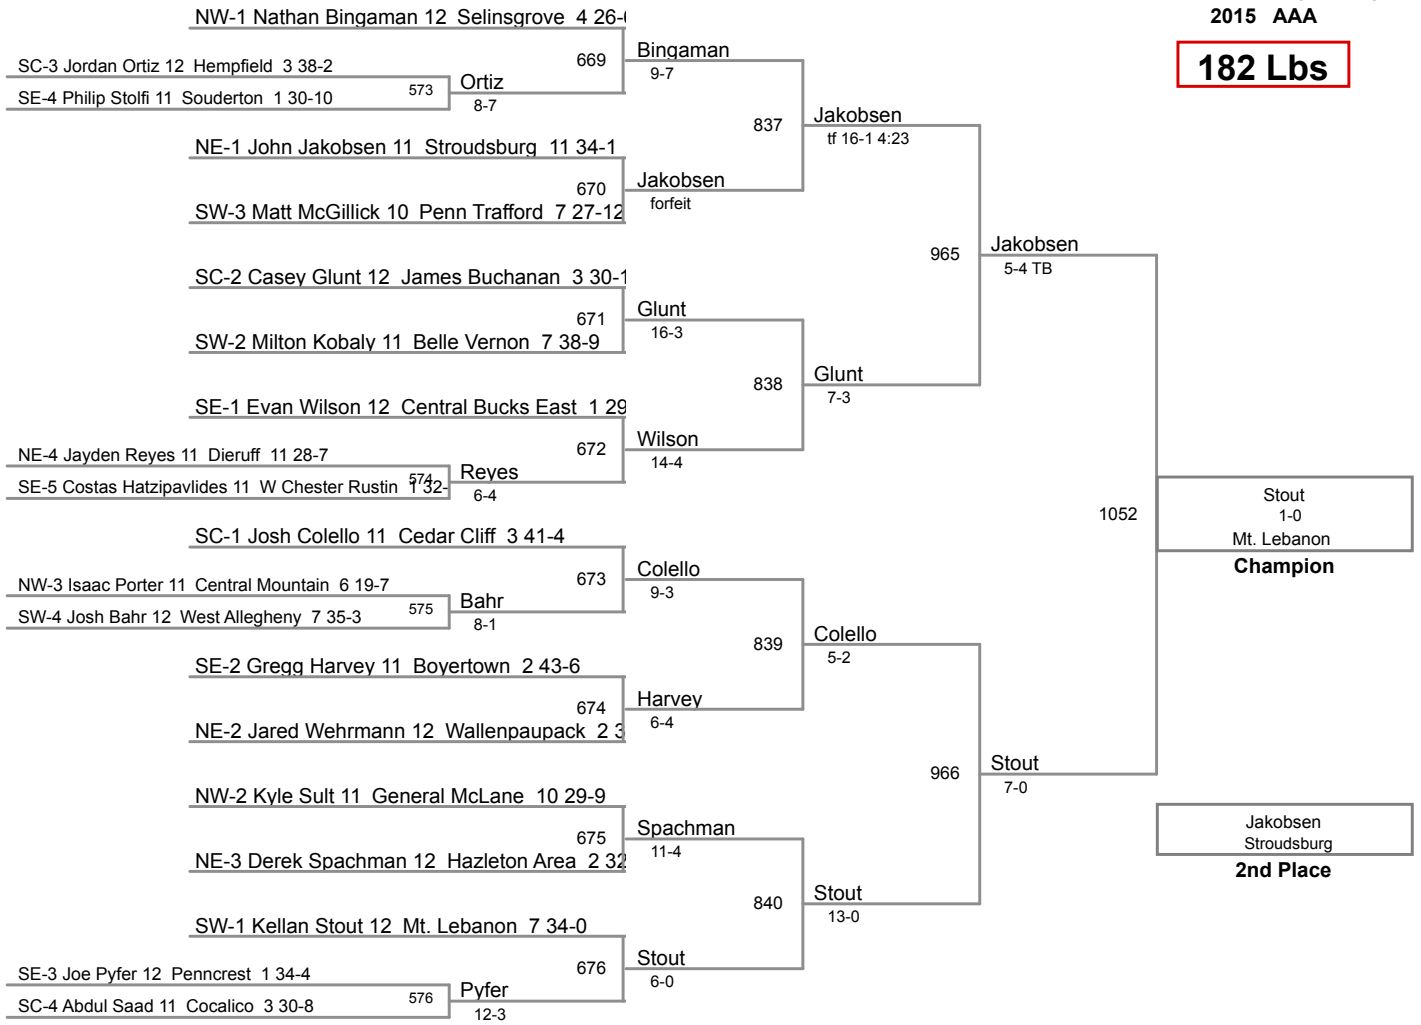 2015 AAA
182 Lbs
NW-1 Nathan Bingaman 12 Selinsgrove 4 26-
669
Bingaman
9-7
SC-3 Jordan Ortiz 12 Hempfield 3 38-2
573
Ortiz
8-7
SE-4 Philip Stolfi 11 Souderton 1 30-10
837
Jakobsen
tf 16-1 4:23
NE-1 John Jakobsen 11 Stroudsburg 11 34-1
670
Jakobsen
forfeit
SW-3 Matt McGillick 10 Penn Trafford 7 27-12
965
Jakobsen
5-4 TB
SC-2 Casey Glunt 12 James Buchanan 3 30-1
671
Glunt
16-3
SW-2 Milton Kobaly 11 Belle Vernon 7 38-9
838
Glunt
7-3
SE-1 Evan Wilson 12 Central Bucks East 1 29
672
Wilson
14-4
NE-4 Jayden Reyes 11 Dieruff 11 28-7
574
Reyes
6-4
SE-5 Costas Hatzipavlides 11 W Chester Rustin 1 32-
1052
Stout
1-0
Mt. Lebanon
Champion
SC-1 Josh Colello 11 Cedar Cliff 3 41-4
673
Colello
9-3
NW-3 Isaac Porter 11 Central Mountain 6 19-7
575
Bahr
8-1
SW-4 Josh Bahr 12 West Allegheny 7 35-3
839
Colello
5-2
SE-2 Gregg Harvey 11 Boyertown 2 43-6
674
Harvey
6-4
NE-2 Jared Wehrmann 12 Wallenpaupack 2 3
966
Stout
7-0
NW-2 Kyle Sult 11 General McLane 10 29-9
675
Spachman
11-4
NE-3 Derek Spachman 12 Hazleton Area 2 32
Jakobsen
Stroudsburg
2nd Place
840
Stout
13-0
SW-1 Kellan Stout 12 Mt. Lebanon 7 34-0
676
Stout
6-0
SE-3 Joe Pyfer 12 Penncrest 1 34-4
576
Pyfer
12-3
SC-4 Abdul Saad 11 Cocalico 3 30-8